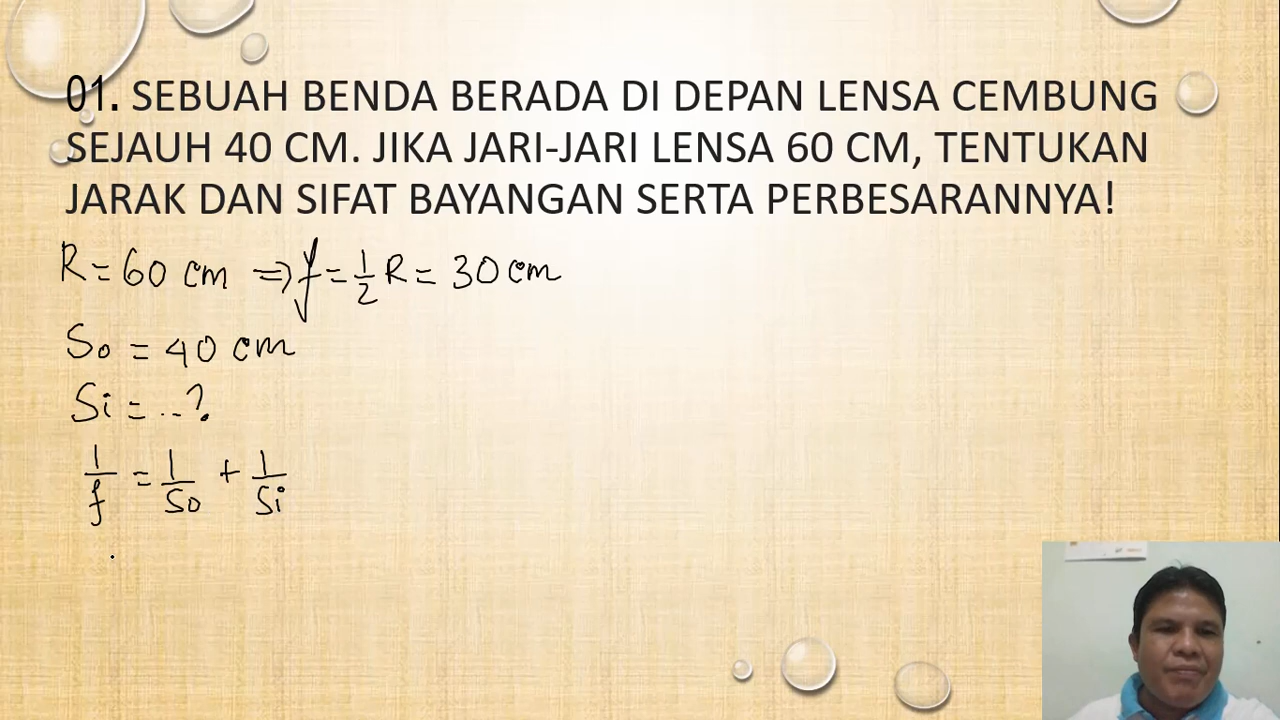 01. SEBUAH BENDA BERADA DI DEPAN LENSA CEMBUNG
SEJAUH 40 CM. JIKA JARI-JARI LENSA 60 CM, TENTUKAN
JARAK DAN SIFAT BAYANGAN SERTA PERBESARANNYA!
R = 60 cm ⇒ f = 1/2 R = 30 cm
So = 40 cm
Si = ..?
1/f = 1/So + 1/Si